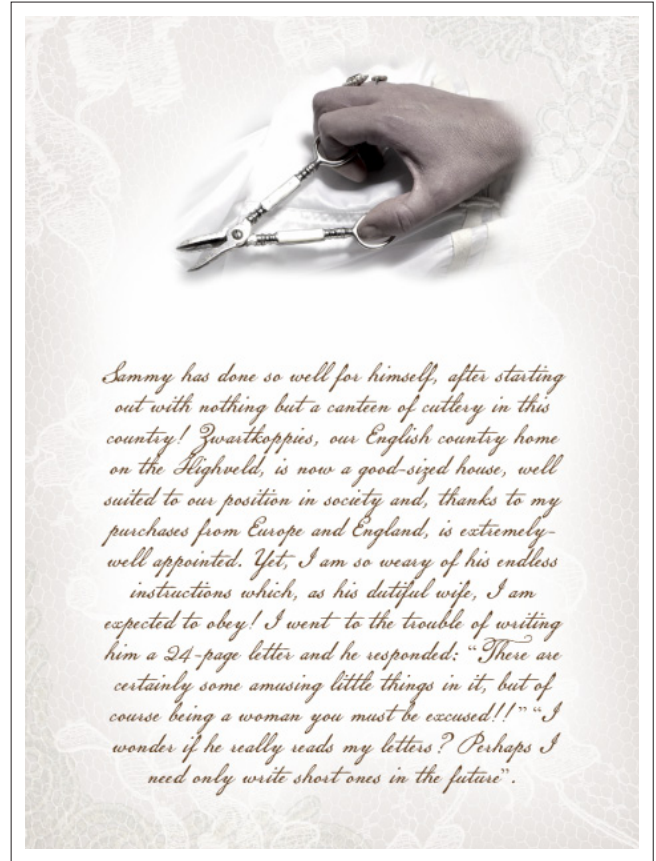 Sammy has done so well for himself, after starting
out with nothing but a canteen of cutlery in this
country! Zwartkoppies, our English country home
on the Highveld, is now a good-sized house, well
suited to our position in society and, thanks to my
purchases from Europe and England, is extremely-
well appointed. Yet, I am so weary of his endless
instructions which, as his dutiful wife, I am
expected to obey! I went to the trouble of writing
him a 24-page letter and he responded: “There are
certainly some amusing little things in it, but of
course being a woman you must be excused!!” “I
wonder if he really reads my letters? Perhaps I
need only write short ones in the future”.